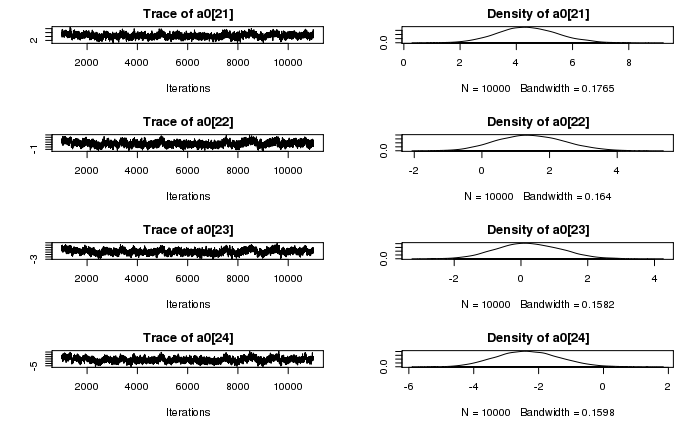 Trace of a0[21]
2
2000 4000 6000 8000 10000
Iterations
Density of a0[21]
0.0
0 2 4 6 8
N = 10000 Bandwidth = 0.1765
Trace of a0[22]
-1
2000 4000 6000 8000 10000
Iterations
Density of a0[22]
0.0
-2 0 2 4
N = 10000 Bandwidth = 0.164
Trace of a0[23]
-3
2000 4000 6000 8000 10000
Iterations
Density of a0[23]
0.0
-2 0 2 4
N = 10000 Bandwidth = 0.1582
Trace of a0[24]
-5
2000 4000 6000 8000 10000
Iterations
Density of a0[24]
0.0
-6 -4 -2 0 2
N = 10000 Bandwidth = 0.1598